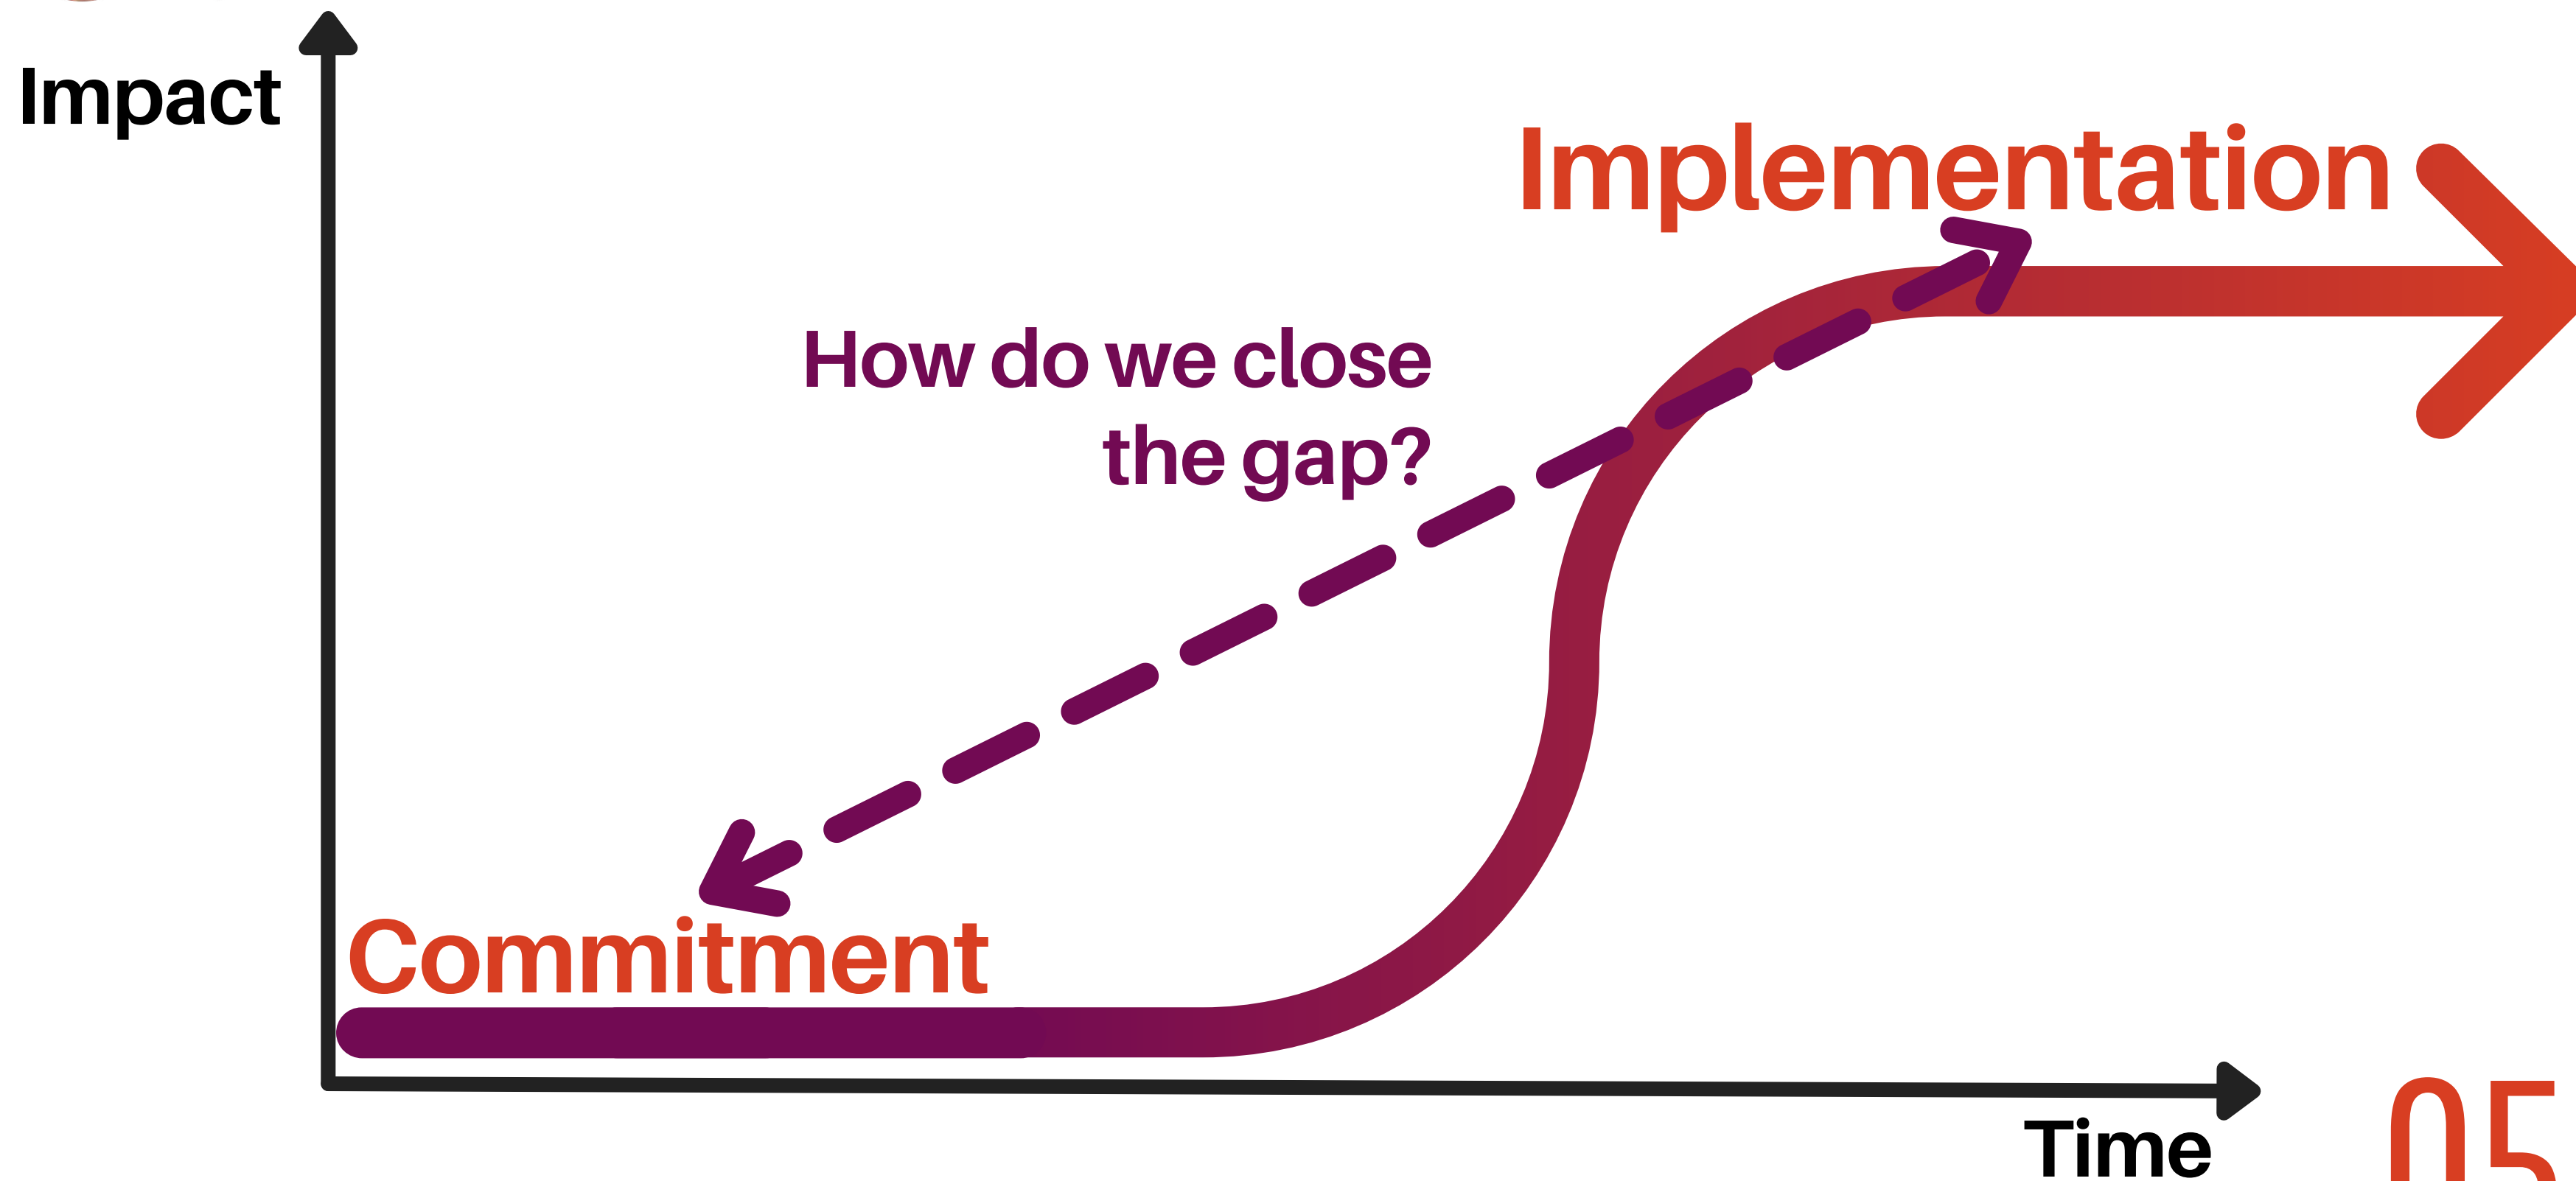 Impact
Implementation
How do we close
the gap?
Commitment
Time
05